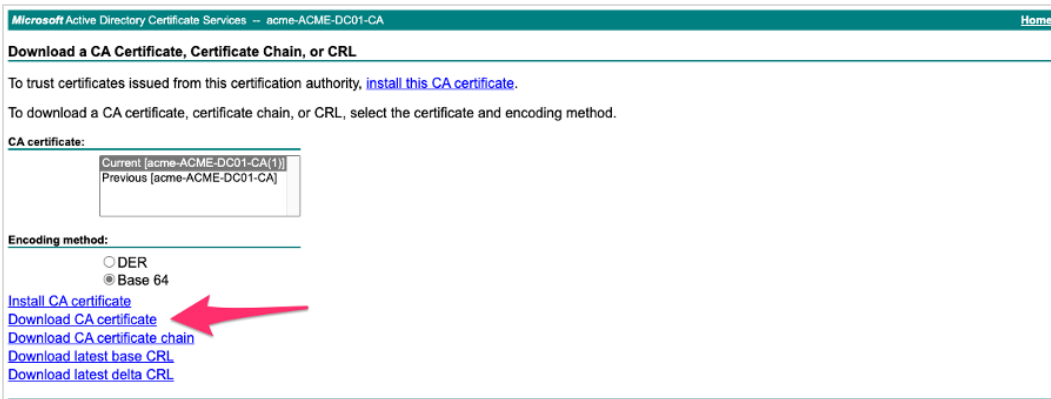 Microsoft Active Directory Certificate Services -- acme-ACME-DC01-CA Home
Download a CA Certificate, Certificate Chain, or CRL
To trust certificates issued from this certification authority, install this CA certificate.
To download a CA certificate, certificate chain, or CRL, select the certificate and encoding method.
CA certificate:
Current [acme-ACME-DC01-CA(1)]
Previous [acme-ACME-DC01-CA]
Encoding method:
DER
Base 64
Install CA certificate
Download CA certificate
Download CA certificate chain
Download latest base CRL
Download latest delta CRL